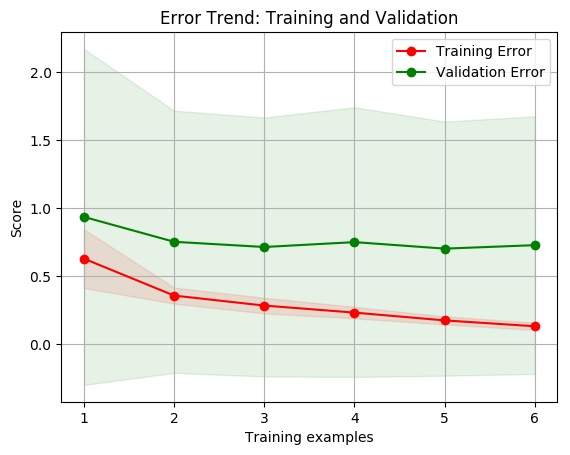 Error Trend: Training and Validation
Training Error
Validation Error
Score
2.0
1.5
1.0
0.5
0.0
1 2 3 4 5 6
Training examples